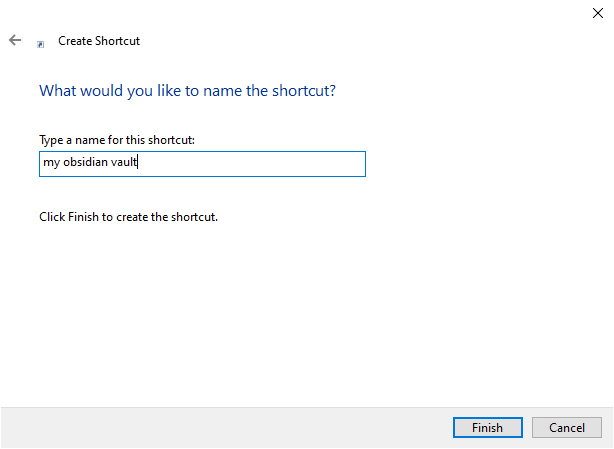 Create Shortcut
What would you like to name the shortcut?
Type a name for this shortcut:
my obsidian vault
Click Finish to create the shortcut.
Finish
Cancel